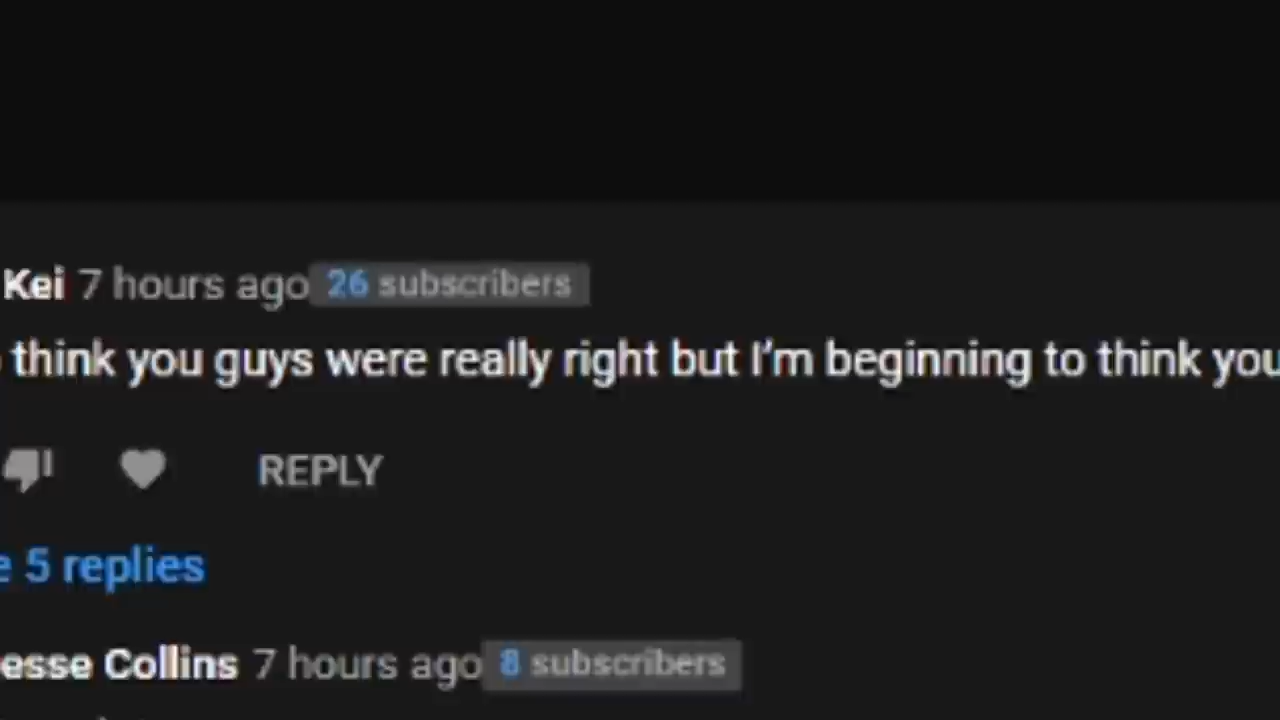 Kei 7 hours ago 26 subscribers
think you guys were really right but I'm beginning to think you
REPLY
5 replies
esse Collins 7 hours ago 8 subscribers